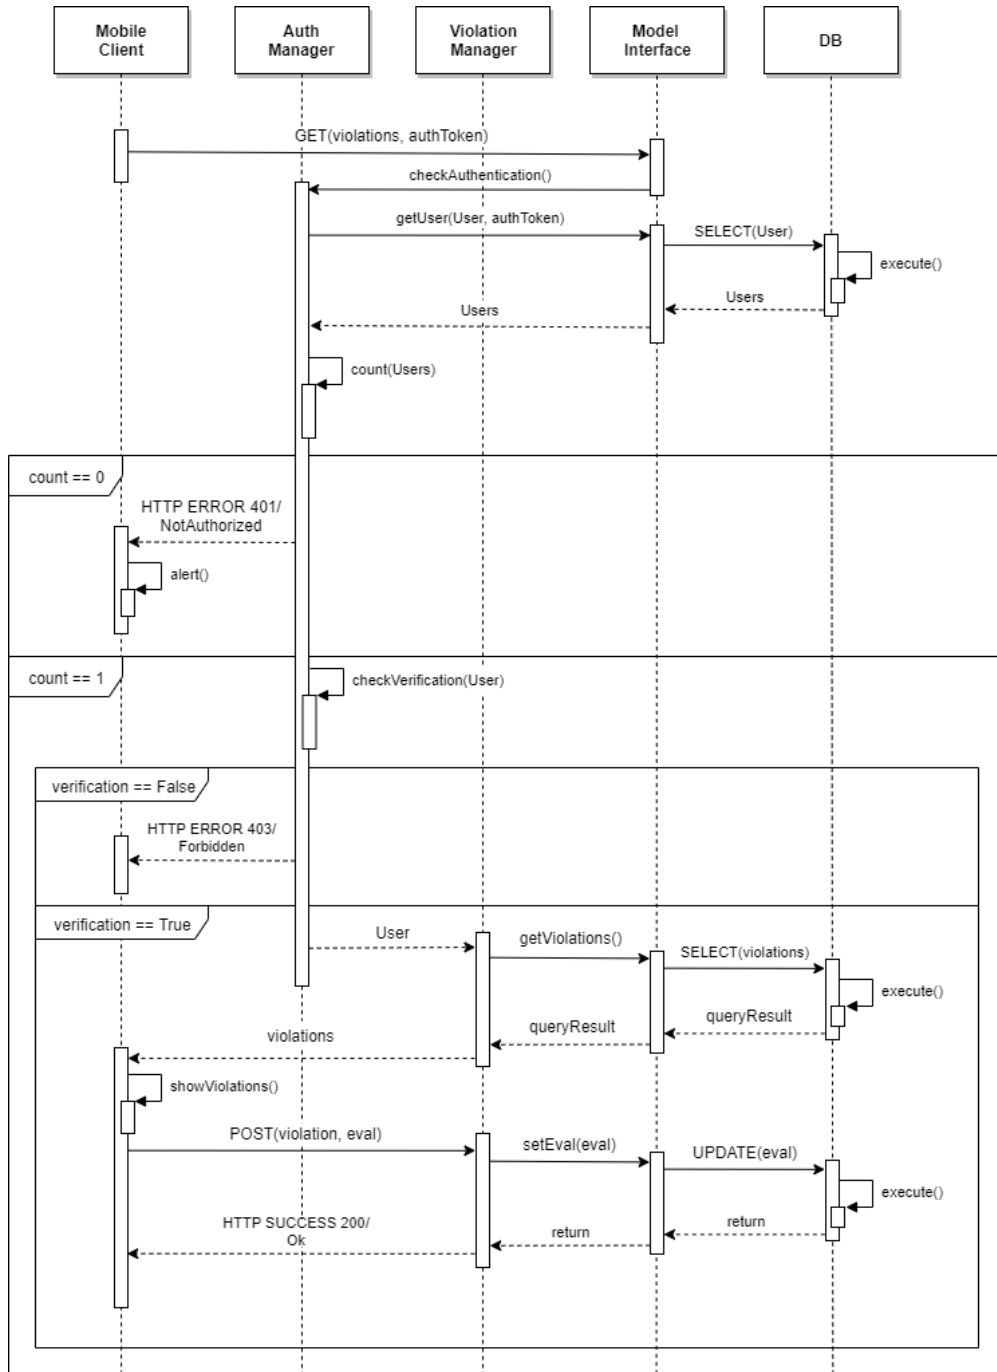 Mobile
Client
Auth
Manager
Violation
Manager
Model
Interface
DB
GET(violations, authToken)
checkAuthentication()
getUser(User, authToken)
SELECT(User)
execute()
Users
Users
count(Users)
count == 0
HTTP ERROR 401/
NotAuthorized
alert()
count == 1
checkVerification(User)
verification == False
HTTP ERROR 403/
Forbidden
verification == True
User
getViolations()
SELECT(violations)
execute()
queryResult
queryResult
violations
showViolations()
POST(violation, eval)
setEval(eval)
UPDATE(eval)
execute()
HTTP SUCCESS 200/
Ok
return
return